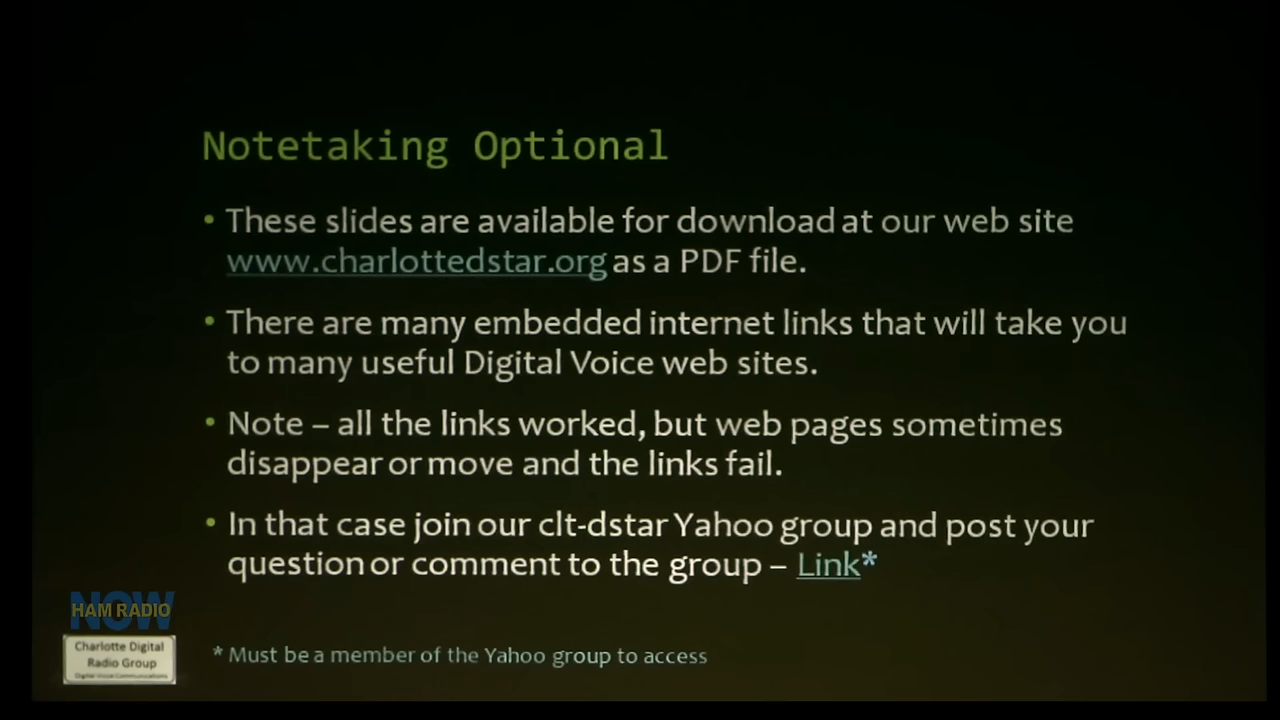 Notetaking Optional
• These slides are available for download at our web site
www.charlottedstar.org as a PDF file.
• There are many embedded internet links that will take you
to many useful Digital Voice web sites.
• Note – all the links worked, but web pages sometimes
disappear or move and the links fail.
• In that case join our clt-dstar Yahoo group and post your
question or comment to the group – Link*
NOW
HAM RADIO
Charlotte Digital
Radio Group
Digital Voice Communications
* Must be a member of the Yahoo group to access